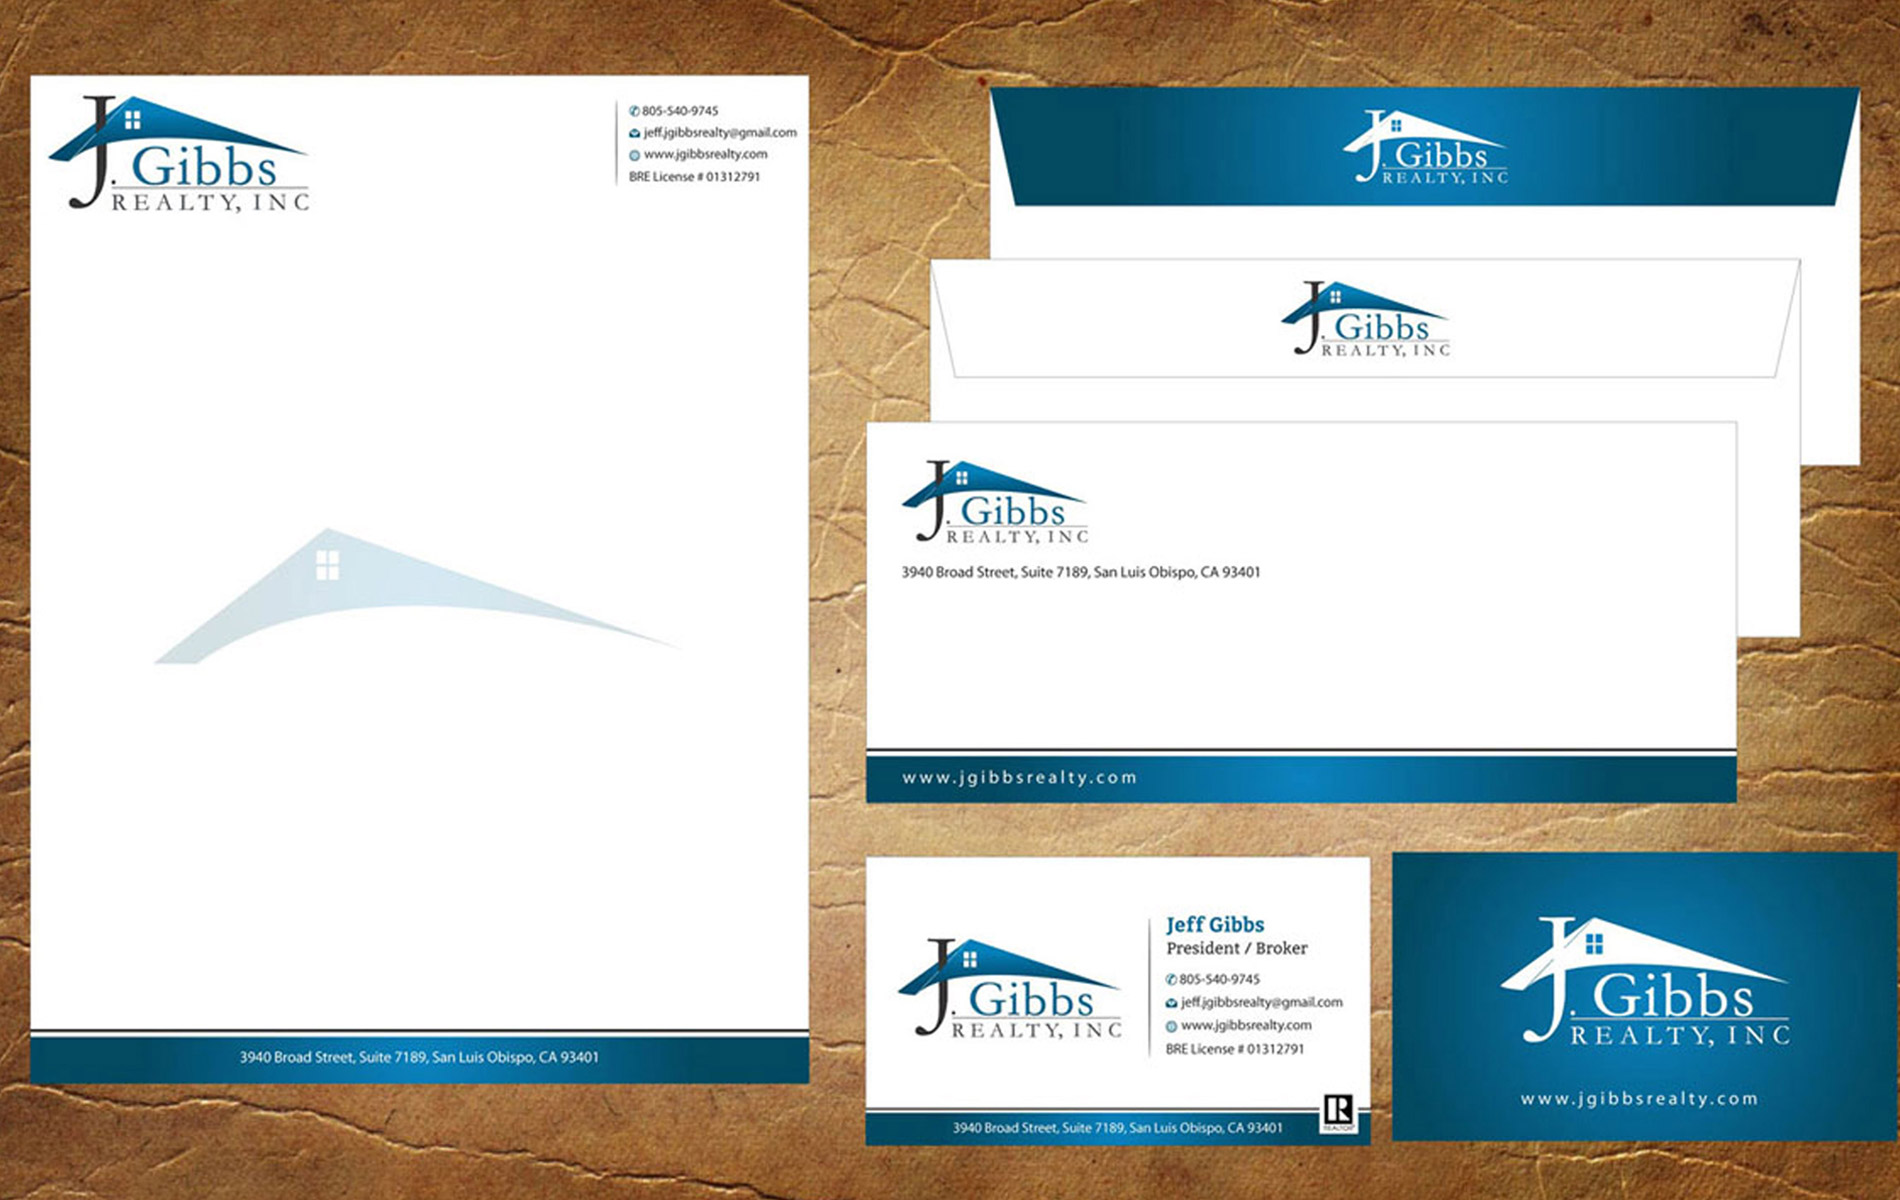 J. Gibbs
REALTY, INC
805-540-9745
jeff.jgibbsrealty@gmail.com
www.jgibbsrealty.com
BRE License # 01312791
3940 Broad Street, Suite 7189, San Luis Obispo, CA 93401
J. Gibbs
REALTY, INC
J. Gibbs
REALTY, INC
J. Gibbs
REALTY, INC
3940 Broad Street, Suite 7189, San Luis Obispo, CA 93401
www.jgibbsrealty.com
J. Gibbs
REALTY, INC
Jeff Gibbs
President / Broker
805-540-9745
jeff.jgibbsrealty@gmail.com
www.jgibbsrealty.com
BRE License # 01312791
3940 Broad Street, Suite 7189, San Luis Obispo, CA 93401
R
REALTOR
J. Gibbs
REALTY, INC
www.jgibbsrealty.com